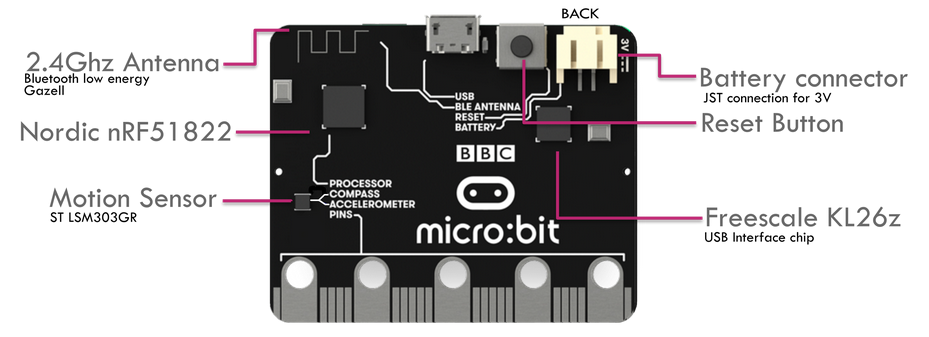 BACK
2.4Ghz Antenna
Bluetooth low energy
Gazell
Nordic nRF51822
Motion Sensor
ST LSM303GR
3V
USB
BLE ANTENNA
RESET
BATTERY
BBC
PROCESSOR
COMPASS
ACCELEROMETER
PINS
micro:bit
Battery connector
JST connection for 3V
Reset Button
Freescale KL26z
USB Interface chip